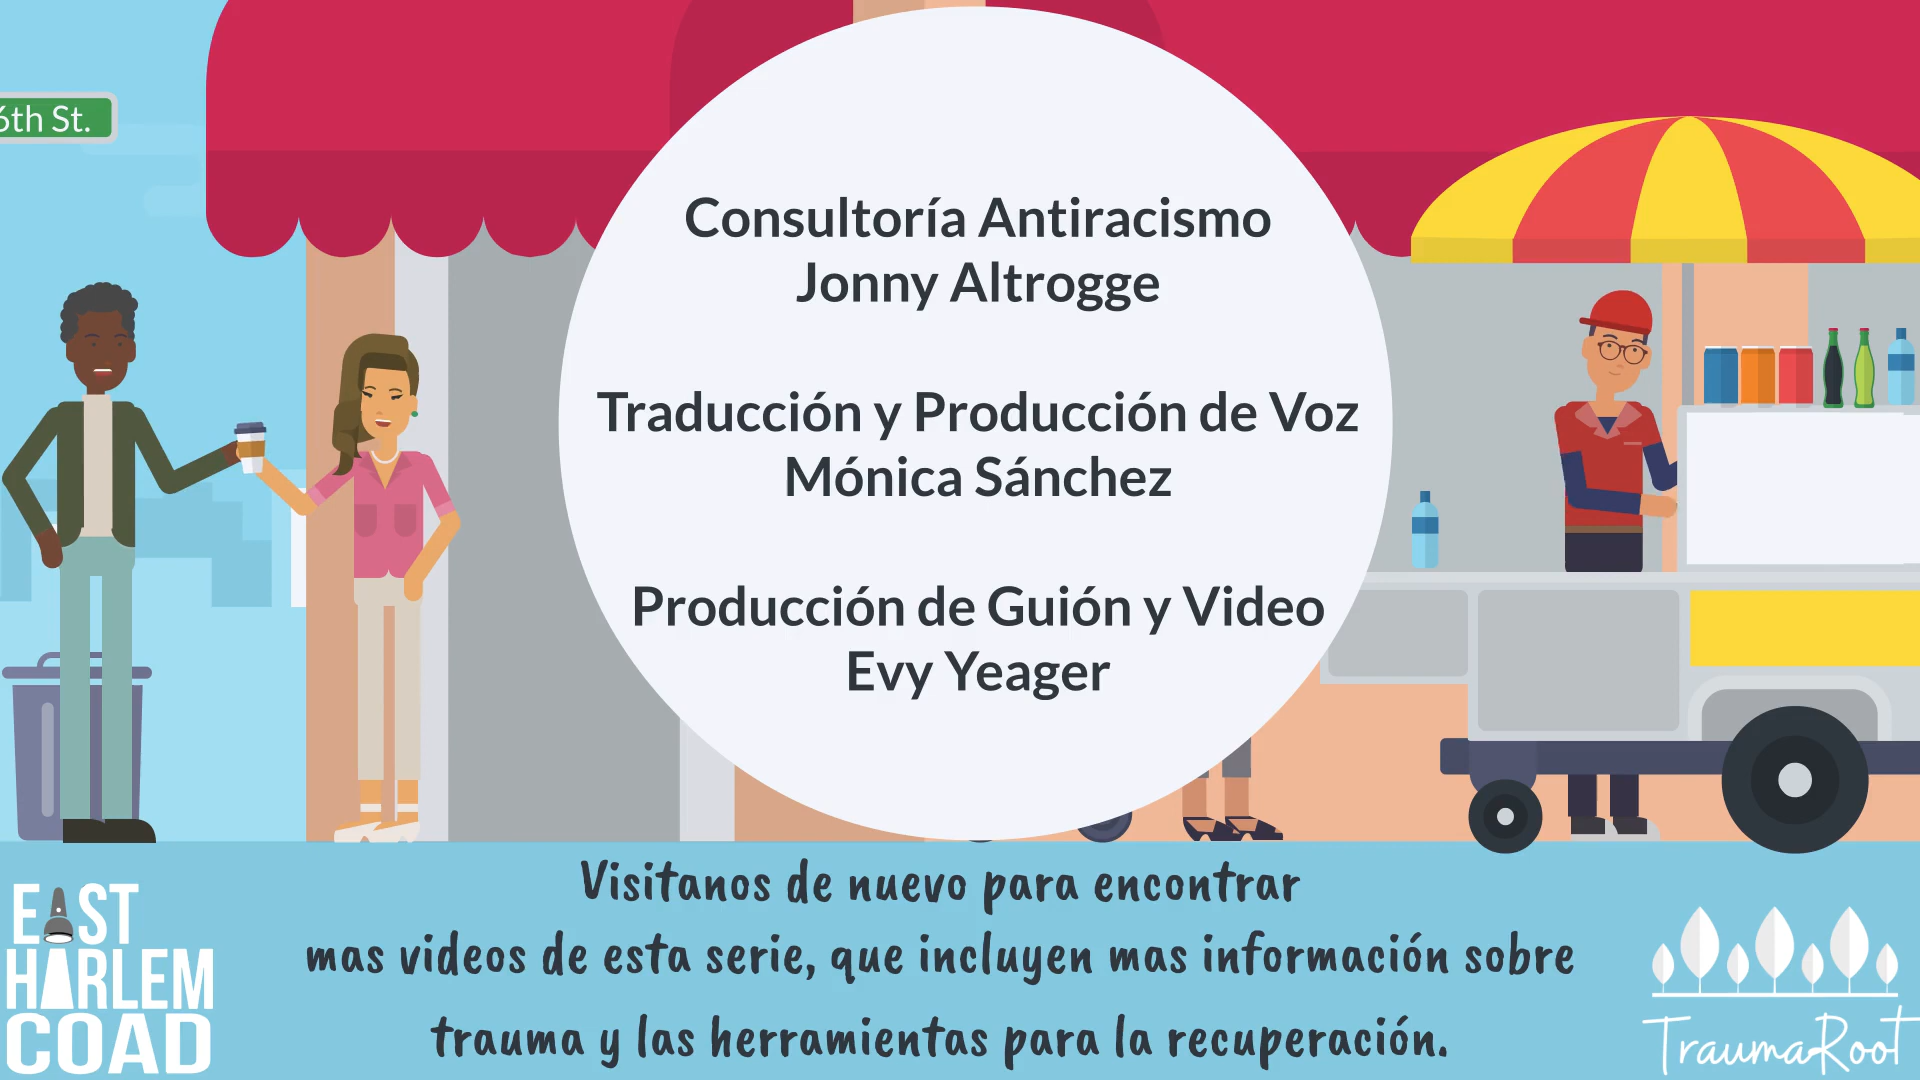 6th St.
Consultoría Antiracismo
Jonny Altrogge
Traducción y Producción de Voz
Mónica Sánchez
Producción de Guión y Video
Evy Yeager
Visitanos de nuevo para encontrar
mas videos de esta serie, que incluyen mas información sobre
trauma y las herramientas para la recuperación.
EAST
HARLEM
COAD
TraumaRoot